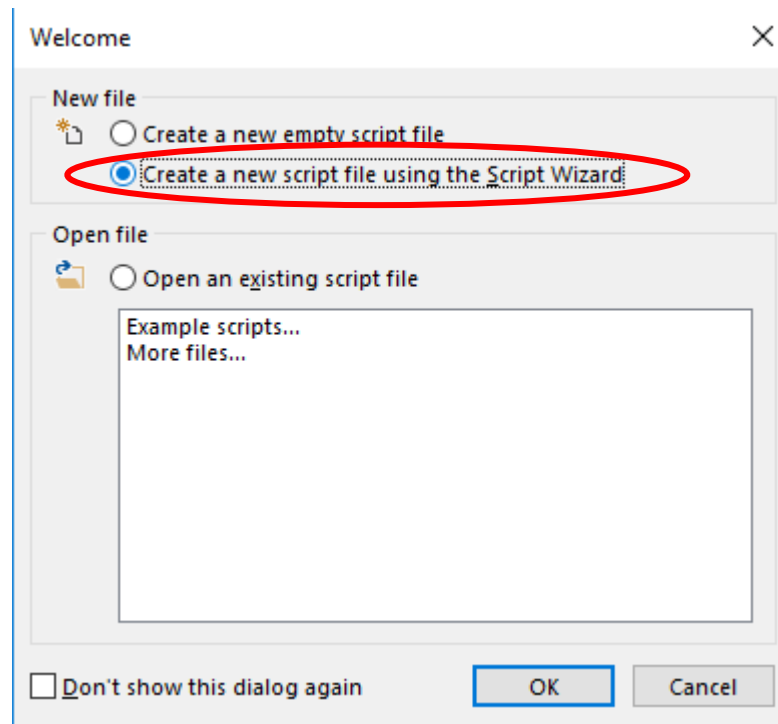 Welcome
New file
Create a new empty script file
Create a new script file using the Script Wizard
Open file
Open an existing script file
Example scripts...
More files...
Don't show this dialog again
OK
Cancel